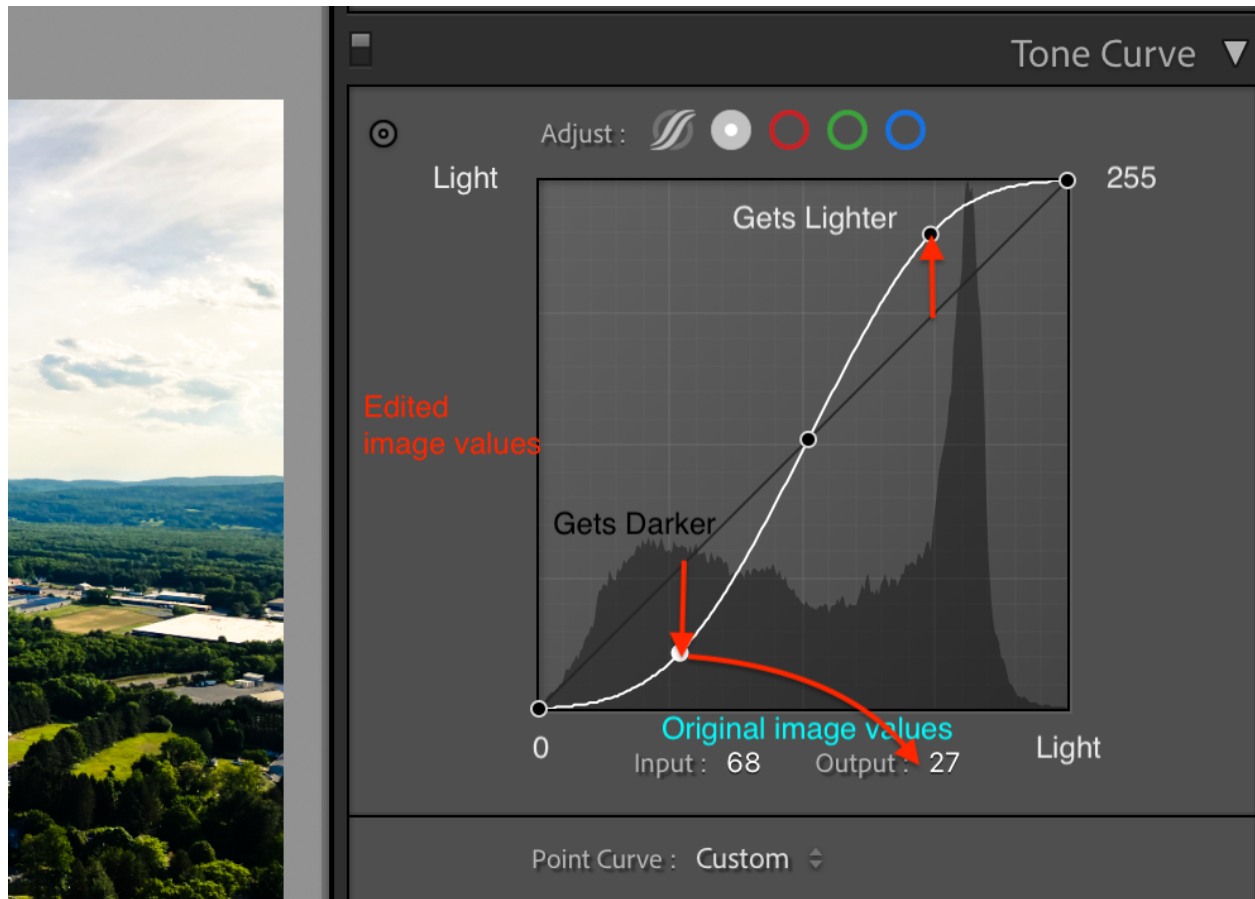 Tone Curve
Adjust :
Light
255
Gets Lighter
Edited
image values
Gets Darker
Original image values
0
Light
Input : 68 Output : 27
Point Curve : Custom